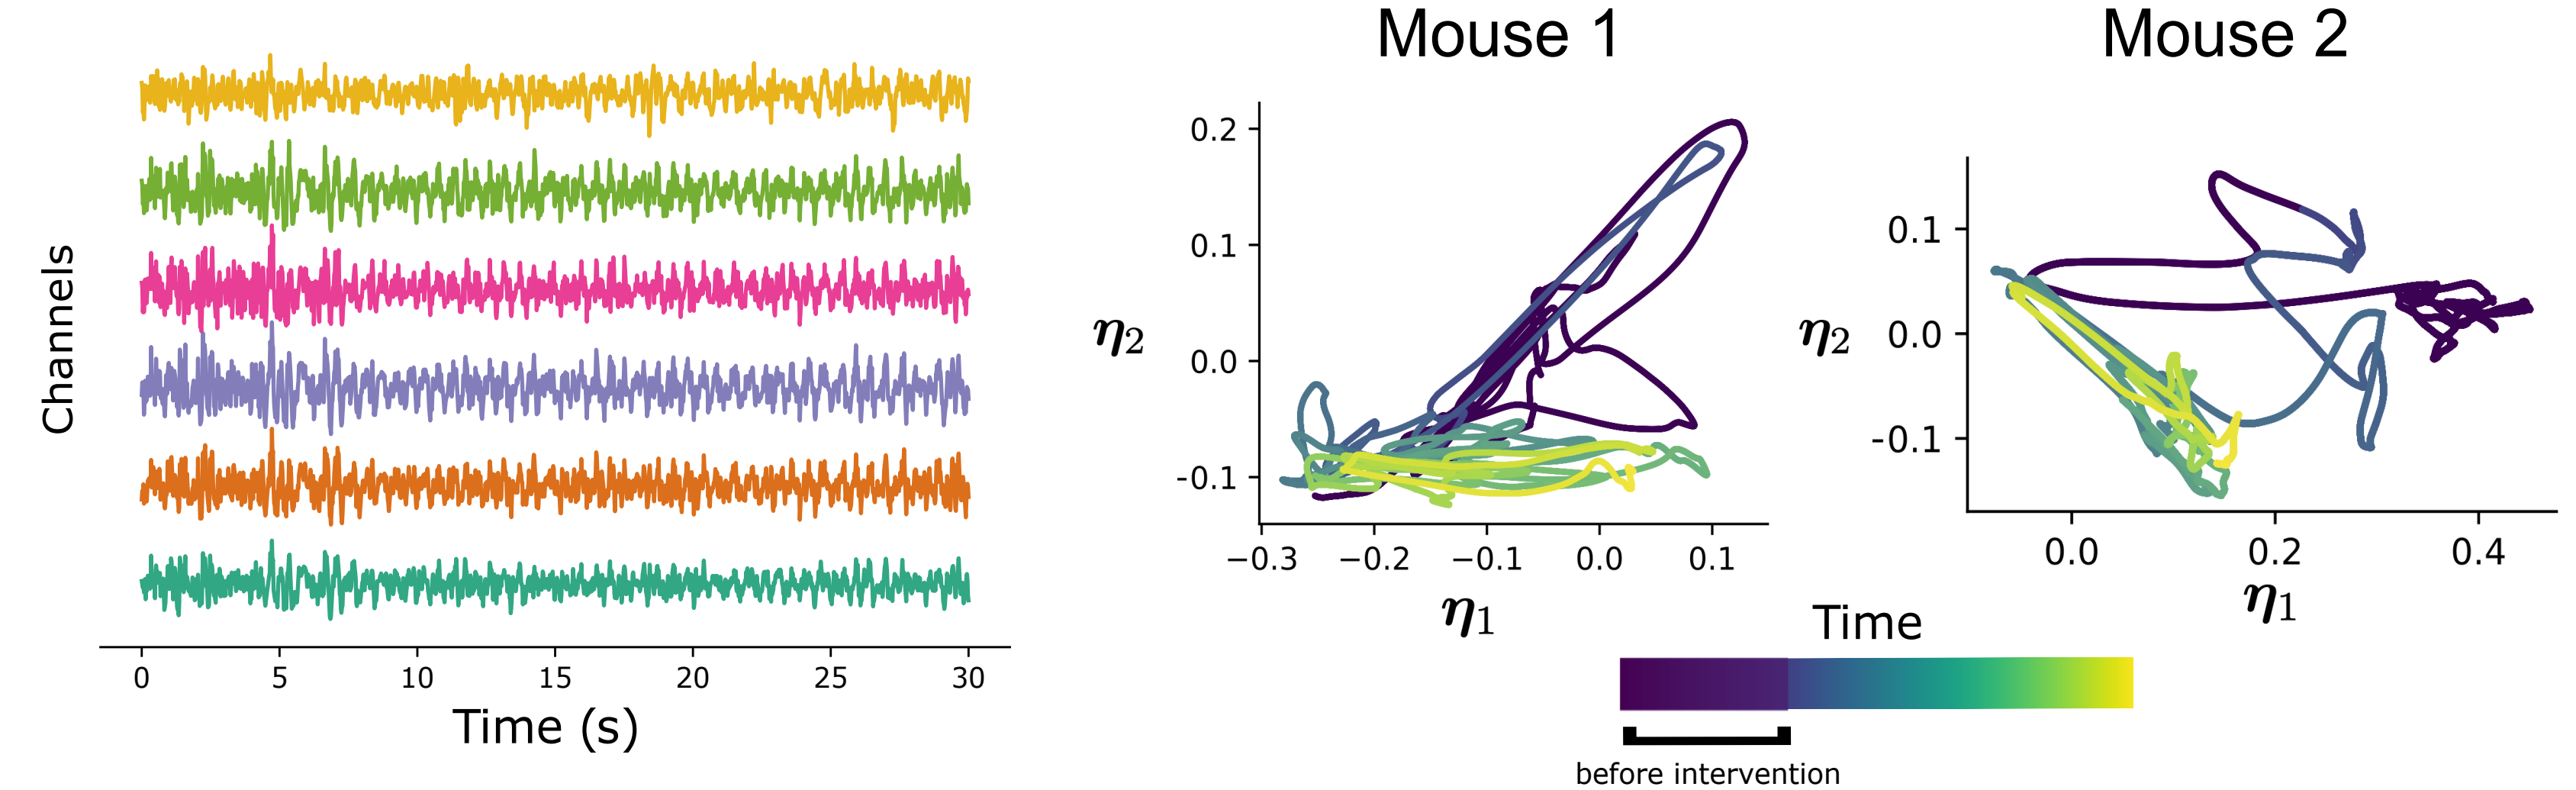 Channels
0 5 10 15 20 25 30
Time (s)
Mouse 1
η₂
0.2
0.1
0.0
-0.1
−0.3 −0.2 −0.1 0.0 0.1
η₁
Mouse 2
η₂
0.1
0.0
-0.1
0.0 0.2 0.4
η₁
Time
before intervention